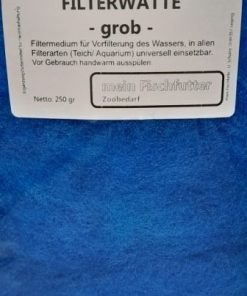 FILTERWATTE
- grob -
Filtermedium für Vorfilterung des Wassers, in allen
Filterarten (Teich/ Aquarium) universell einsetzbar.
Vor Gebrauch handwarm ausspülen.
mein Fischfutter
Netto: 250 gr
Zoobedarf